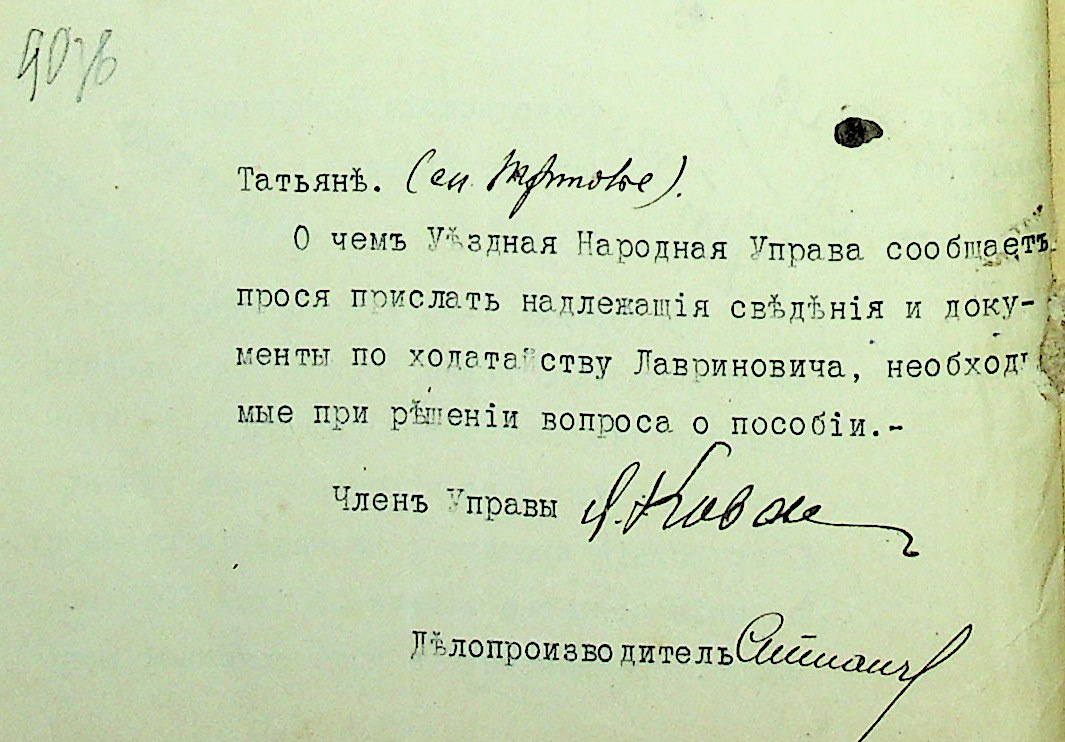 Татьянѣ.
О чемъ Уѣздная Народная Управа сообщаетъ
прося прислать надлежащія свѣдѣнія и доку-
менты по ходатайству Лавриновича, необходи
мые при рѣшеніи вопроса о пособіи.-
Членъ Управы
Дѣлопроизводитель